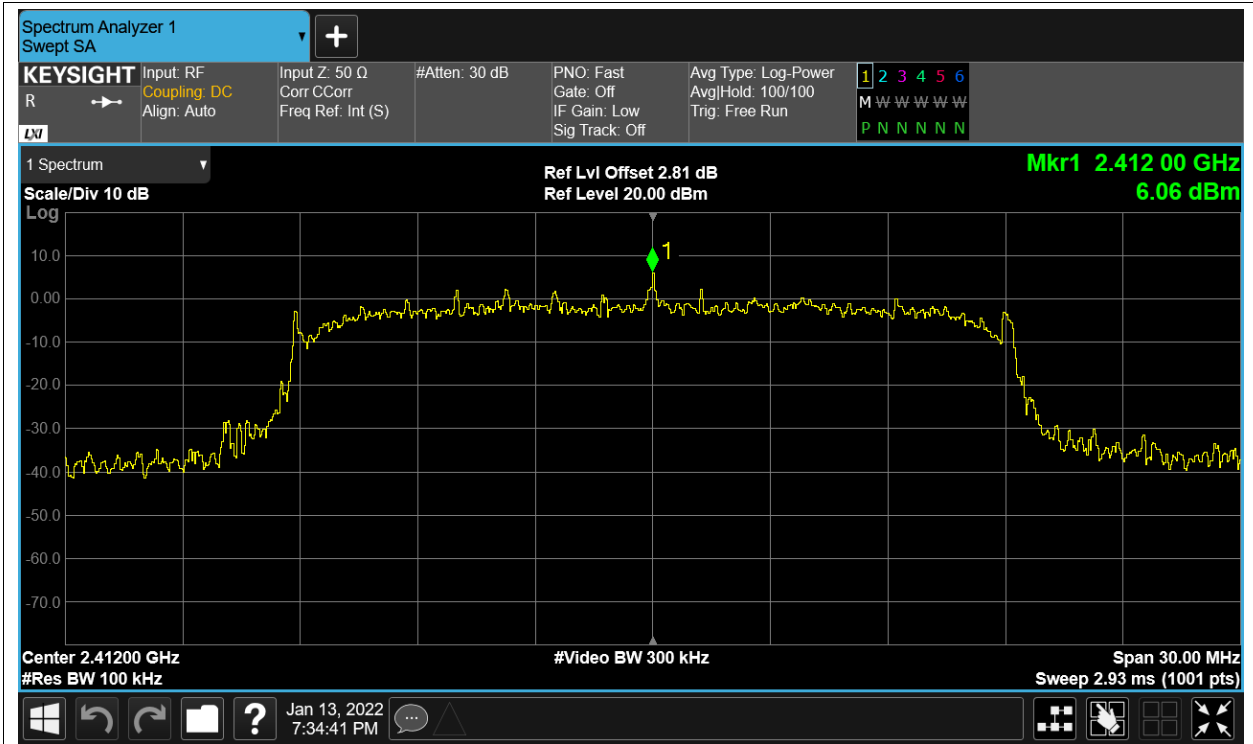 Spectrum Analyzer 1
Swept SA
KEYSIGHT
R
LXI
Input: RF
Coupling: DC
Align: Auto
Input Z: 50 Ω
Corr CCorr
Freq Ref: Int (S)
#Atten: 30 dB
PNO: Fast
Gate: Off
IF Gain: Low
Sig Track: Off
Avg Type: Log-Power
Avg|Hold: 100/100
Trig: Free Run
1 2 3 4 5 6
M W W W W W
P N N N N N
1 Spectrum
Scale/Div 10 dB
Log
Ref Lvl Offset 2.81 dB
Ref Level 20.00 dBm
Mkr1 2.412 00 GHz
6.06 dBm
1
10.0
0.00
-10.0
-20.0
-30.0
-40.0
-50.0
-60.0
-70.0
Center 2.41200 GHz
#Res BW 100 kHz
#Video BW 300 kHz
Span 30.00 MHz
Sweep 2.93 ms (1001 pts)
?
Jan 13, 2022
7:34:41 PM